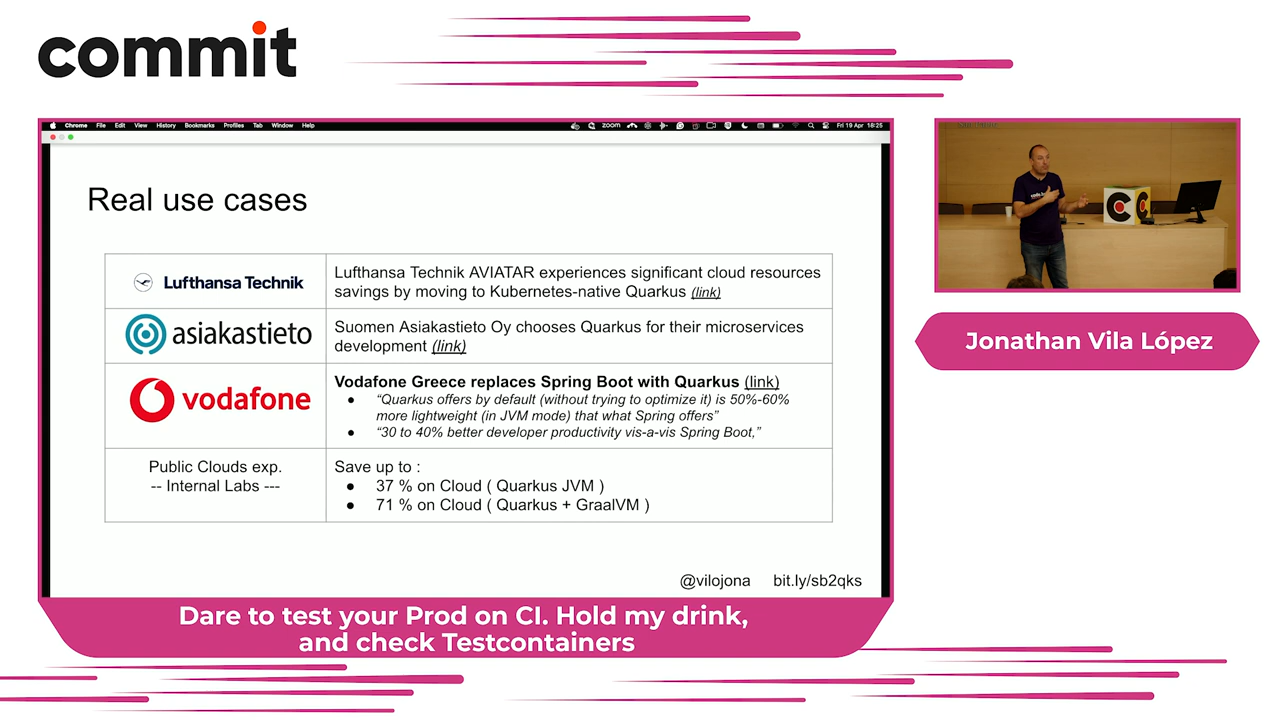 commit
Chrome File Edit View History Bookmarks Profiles Tab Window Help
zoom
Fri 19 Apr 18:25
Real use cases
Lufthansa Technik
Lufthansa Technik AVIATAR experiences significant cloud resources
savings by moving to Kubernetes-native Quarkus (link)
asiakastieto
Suomen Asiakastieto Oy chooses Quarkus for their microservices
development (link)
vodafone
Vodafone Greece replaces Spring Boot with Quarkus (link)
● “Quarkus offers by default (without trying to optimize it) is 50%-60%
more lightweight (in JVM mode) that what Spring offers”
● “30 to 40% better developer productivity vis-a-vis Spring Boot,”
Public Clouds exp.
-- Internal Labs ---
Save up to :
● 37 % on Cloud ( Quarkus JVM )
● 71 % on Cloud ( Quarkus + GraalVM )
@vilojona bit.ly/sb2qks
Jonathan Vila López
Dare to test your Prod on CI. Hold my drink,
and check Testcontainers